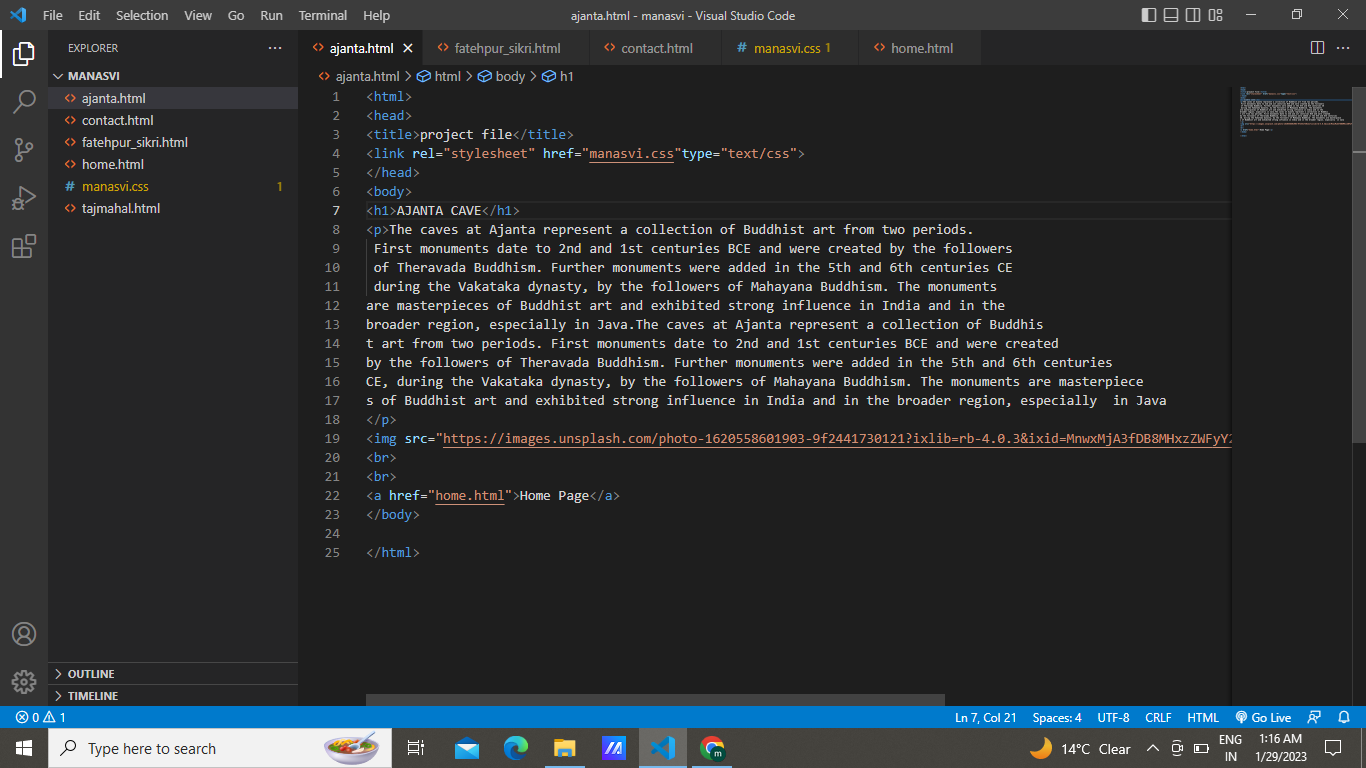 File Edit Selection View Go Run Terminal Help
ajanta.html - manasvi - Visual Studio Code
EXPLORER
ajanta.html
fatehpur_sikri.html
contact.html
# manasvi.css 1
home.html
MANASVI
ajanta.html
contact.html
fatehpur_sikri.html
home.html
# manasvi.css 1
tajmahal.html
ajanta.html > html > body > h1
1 <html>
2 <head>
3 <title>project file</title>
4 <link rel="stylesheet" href="manasvi.css"type="text/css">
5 </head>
6 <body>
7 <h1>AJANTA CAVE</h1>
8 <p>The caves at Ajanta represent a collection of Buddhist art from two periods.
9 First monuments date to 2nd and 1st centuries BCE and were created by the followers
10 of Theravada Buddhism. Further monuments were added in the 5th and 6th centuries CE
11 during the Vakataka dynasty, by the followers of Mahayana Buddhism. The monuments
12 are masterpieces of Buddhist art and exhibited strong influence in India and in the
13 broader region, especially in Java.The caves at Ajanta represent a collection of Buddhis
14 t art from two periods. First monuments date to 2nd and 1st centuries BCE and were created
15 by the followers of Theravada Buddhism. Further monuments were added in the 5th and 6th centuries
16 CE, during the Vakataka dynasty, by the followers of Mahayana Buddhism. The monuments are masterpiece
17 s of Buddhist art and exhibited strong influence in India and in the broader region, especially  in Java
18 </p>
19 <img src="https://images.unsplash.com/photo-1620558601903-9f2441730121?ixlib=rb-4.0.3&ixid=MnwxMjA3fDB8MHxzZWFyY2
20 <br>
21 <br>
22 <a href="home.html">Home Page</a>
23 </body>
24
25 </html>
OUTLINE
TIMELINE
0 1
Ln 7, Col 21 Spaces: 4 UTF-8 CRLF HTML Go Live
Type here to search
m
14°C Clear
ENG
IN
1:16 AM
1/29/2023